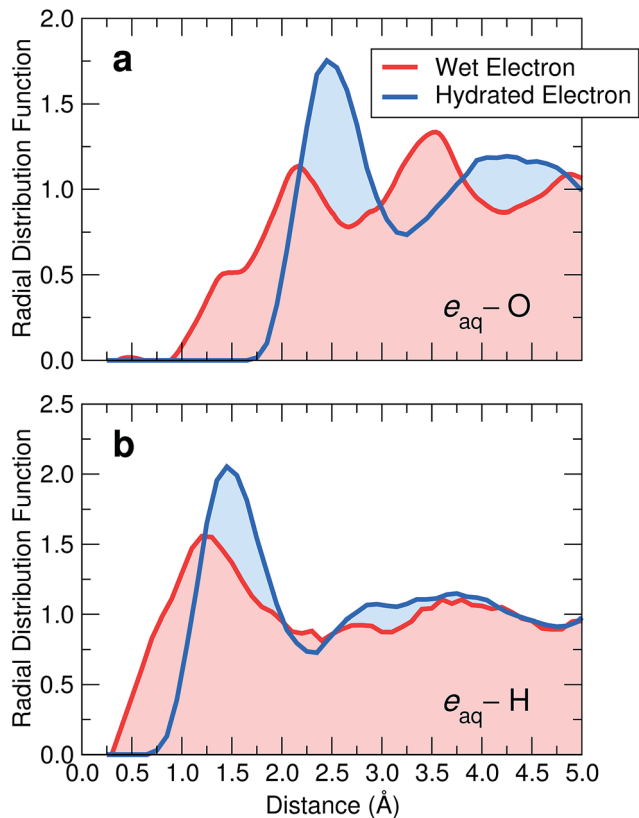 a
Wet Electron
Hydrated Electron
Radial Distribution Function
2.0
1.5
1.0
0.5
0.0
e aq – O
b
Radial Distribution Function
2.5
2.0
1.5
1.0
0.5
0.0
e aq – H
0.0 0.5 1.0 1.5 2.0 2.5 3.0 3.5 4.0 4.5 5.0
Distance (Å)